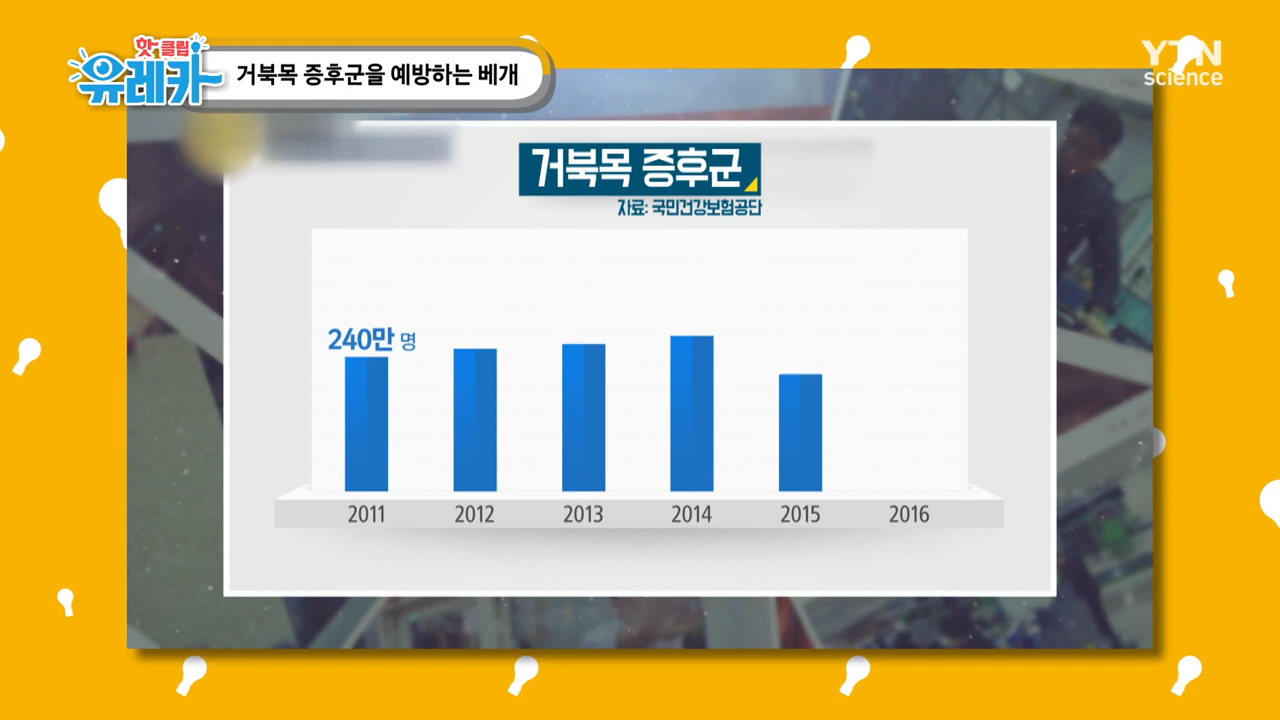 핫클립
유레카
거북목 증후군을 예방하는 베개
YTN
science
거북목 증후군
자료: 국민건강보험공단
240만 명
2011 2012 2013 2014 2015 2016